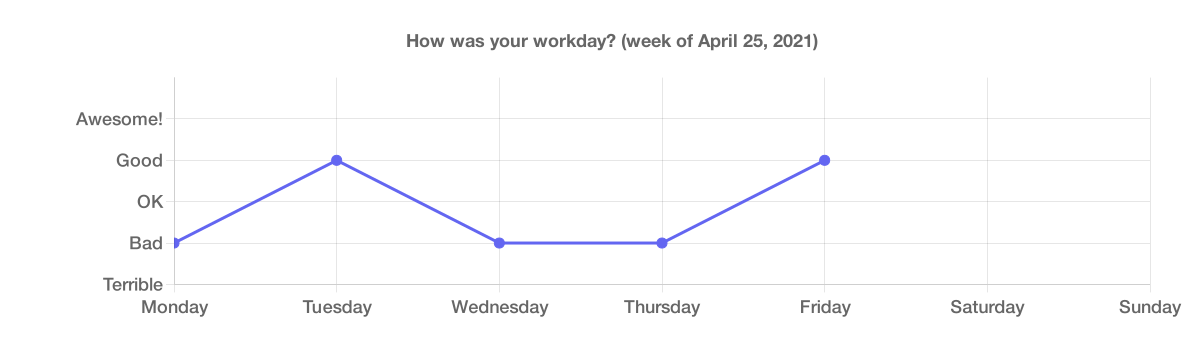 How was your workday? (week of April 25, 2021)
Awesome!
Good
OK
Bad
Terrible
Monday Tuesday Wednesday Thursday Friday Saturday Sunday